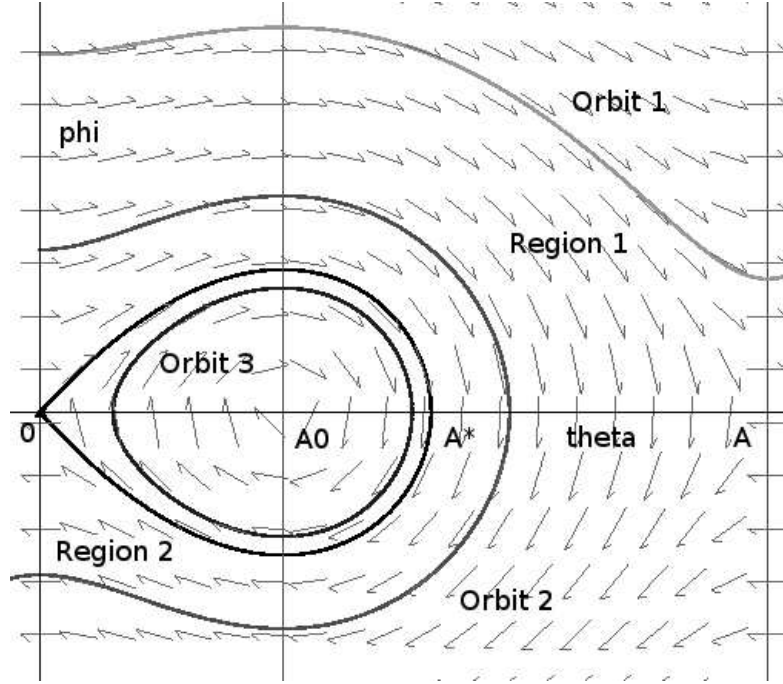 Orbit 1
phi
Region 1
Orbit 3
0
A0
A*
theta
A
Region 2
Orbit 2